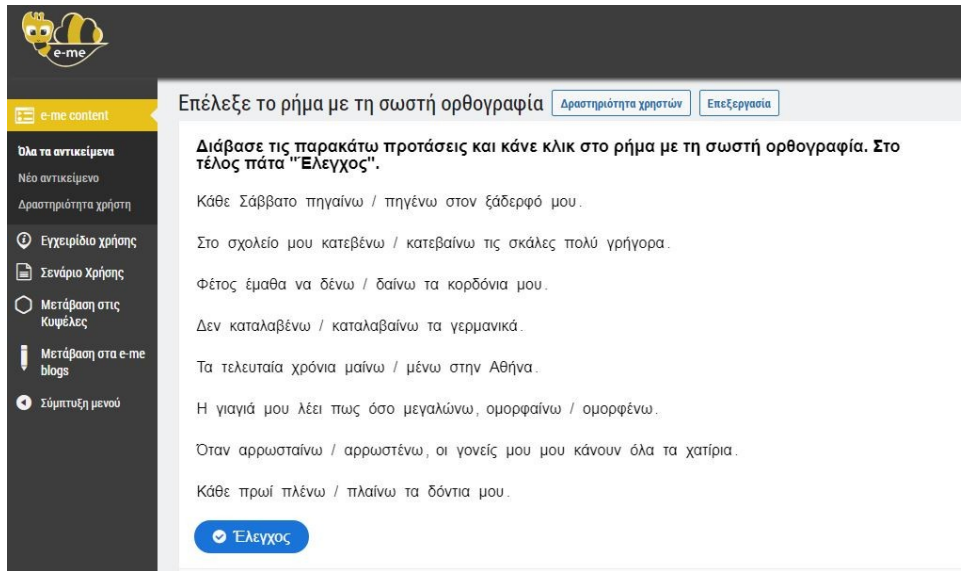 e-me
e-me content
Όλα τα αντικείμενα
Νέο αντικείμενο
Δραστηριότητα χρήστη
Εγχειρίδιο χρήσης
Σενάριο Χρήσης
Μετάβαση στις
Κυψέλες
Μετάβαση στα e-me
blogs
Σύμπτυξη μενού
Επέλεξε το ρήμα με τη σωστή ορθογραφία Δραστηριότητα χρηστών Επεξεργασία
Διάβασε τις παρακάτω προτάσεις και κάνε κλικ στο ρήμα με τη σωστή ορθογραφία. Στο
τέλος πάτα "Έλεγχος".
Κάθε Σάββατο πηγαίνω / πηγένω στον ξάδερφό μου.
Στο σχολείο μου κατεβένω / κατεβαίνω τις σκάλες πολύ γρήγορα.
Φέτος έμαθα να δένω / δαίνω τα κορδόνια μου.
Δεν καταλαβένω / καταλαβαίνω τα γερμανικά.
Τα τελευταία χρόνια μαίνω / μένω στην Αθήνα.
Η γιαγιά μου λέει πως όσο μεγαλώνω, ομορφαίνω / ομορφένω.
Όταν αρρωσταίνω / αρρωστένω, οι γονείς μου μου κάνουν όλα τα χατίρια.
Κάθε πρωί πλένω / πλαίνω τα δόντια μου.
Έλεγχος